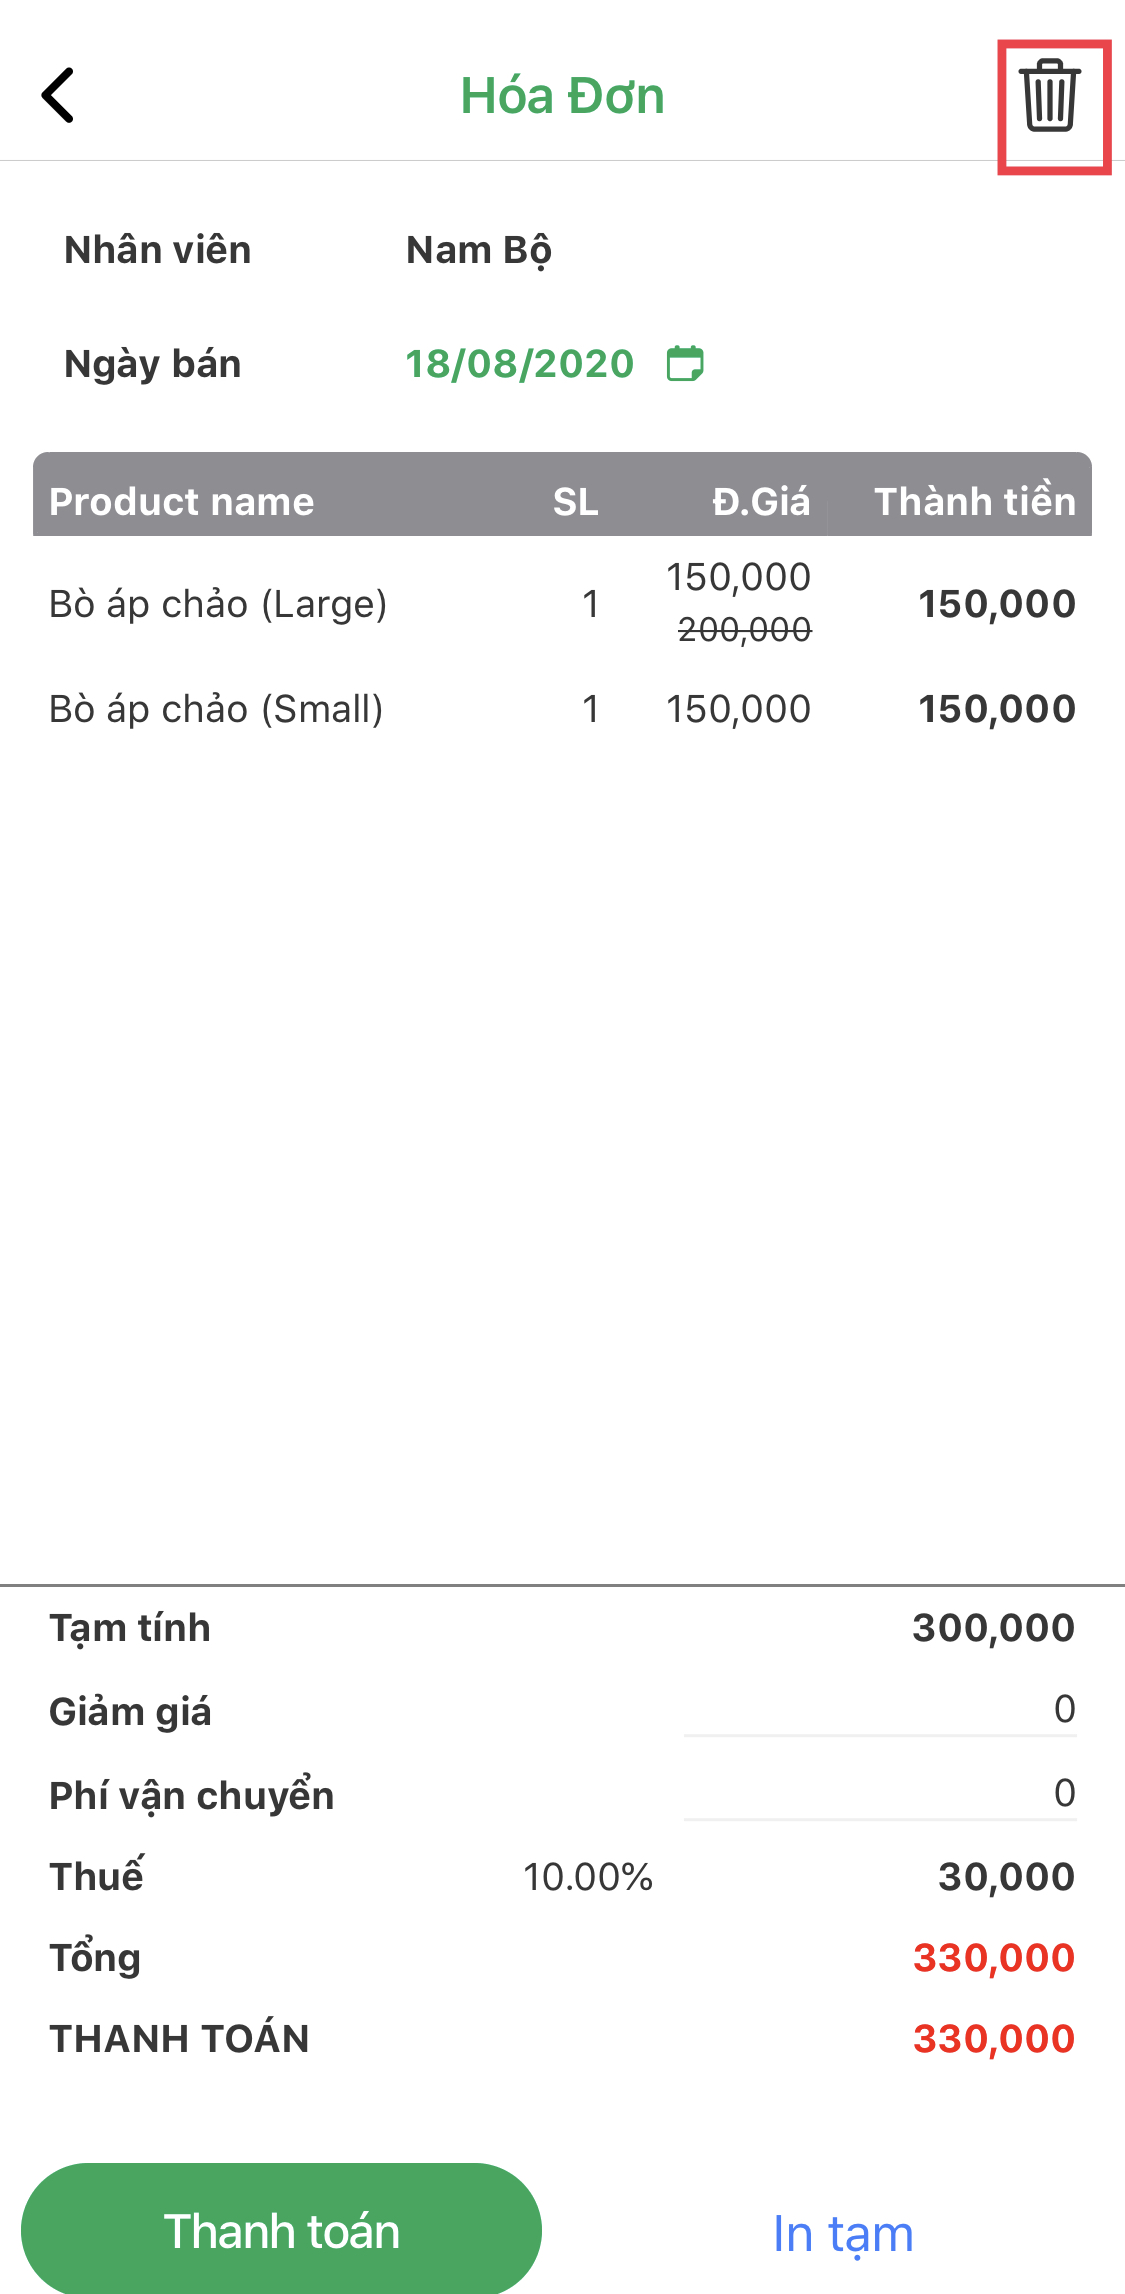 Hóa Đơn
Nhân viên Nam Bộ
Ngày bán 18/08/2020
Product name SL Đ.Giá Thành tiền
Bò áp chảo (Large) 1 150,000 150,000
200,000
Bò áp chảo (Small) 1 150,000 150,000
Tạm tính 300,000
Giảm giá 0
Phí vận chuyển 0
Thuế 10.00% 30,000
Tổng 330,000
THANH TOÁN 330,000
Thanh toán In tạm